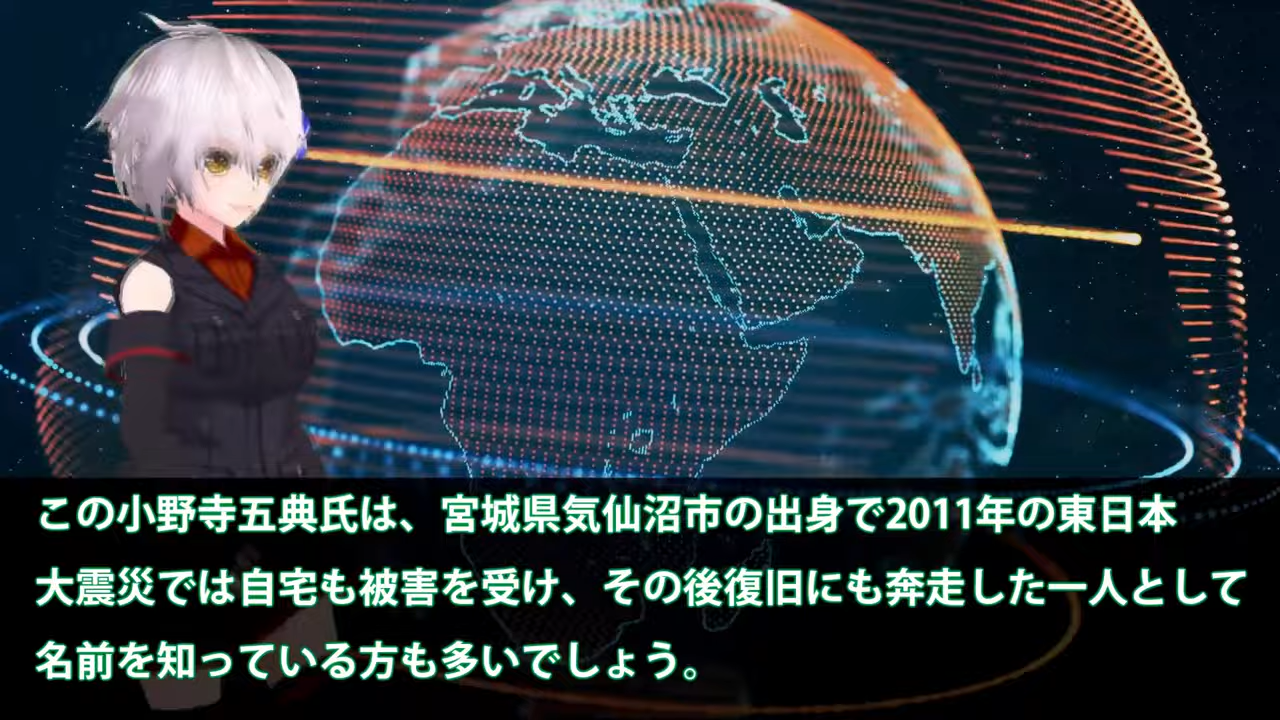 この小野寺五典氏は、宮城県気仙沼市の出身で2011年の東日本
大震災では自宅も被害を受け、その後復旧にも奔走した一人として
名前を知っている方も多いでしょう。